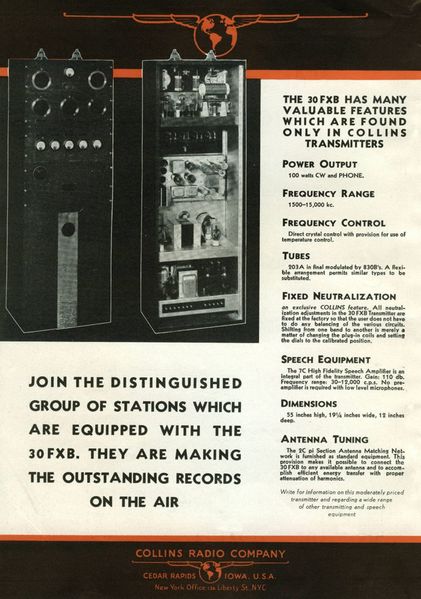 THE 30 FXB HAS MANY
VALUABLE FEATURES
WHICH ARE FOUND
ONLY IN COLLINS
TRANSMITTERS
POWER OUTPUT
100 watts CW and PHONE.
FREQUENCY RANGE
1500–15,000 kc.
FREQUENCY CONTROL
Direct crystal control with provision for use of
temperature control.
TUBES
203A in final modulated by 830B's. A flexi-
ble arrangement permits similar types to be
substituted.
FIXED NEUTRALIZATION
an exclusive COLLINS feature. All neutral-
ization adjustments in the 30FXB Transmitter are
fixed at the factory so that the user does not have
to do any balancing of the various circuits.
Shifting from one band to another is merely a
matter of changing the plug-in coils and setting
the dials to the calibrated position.
SPEECH EQUIPMENT
The 7C High Fidelity Speech Amplifier is an
integral part of the transmitter. Gain: 110 db.
Frequency range: 30–12,000 c.p.s. No pre-
amplifier is required with low level microphones.
DIMENSIONS
55 inches high, 19¼ inches wide, 12 inches
deep.
ANTENNA TUNING
The 2C pi Section Antenna Matching Net-
work is furnished as standard equipment. This
provision makes it possible to connect the
30FXB to any available antenna and to accom-
plish efficient energy transfer with proper
attenuation of harmonics.
Write for Information on this moderately priced
transmitter and regarding a wide range
of other transmitting and speech
equipment
JOIN THE DISTINGUISHED
GROUP OF STATIONS WHICH
ARE EQUIPPED WITH THE
30FXB. THEY ARE MAKING
THE OUTSTANDING RECORDS
ON THE AIR
COLLINS RADIO COMPANY
CEDAR RAPIDS IOWA, U.S.A.
New York Office Liberty St. NYC